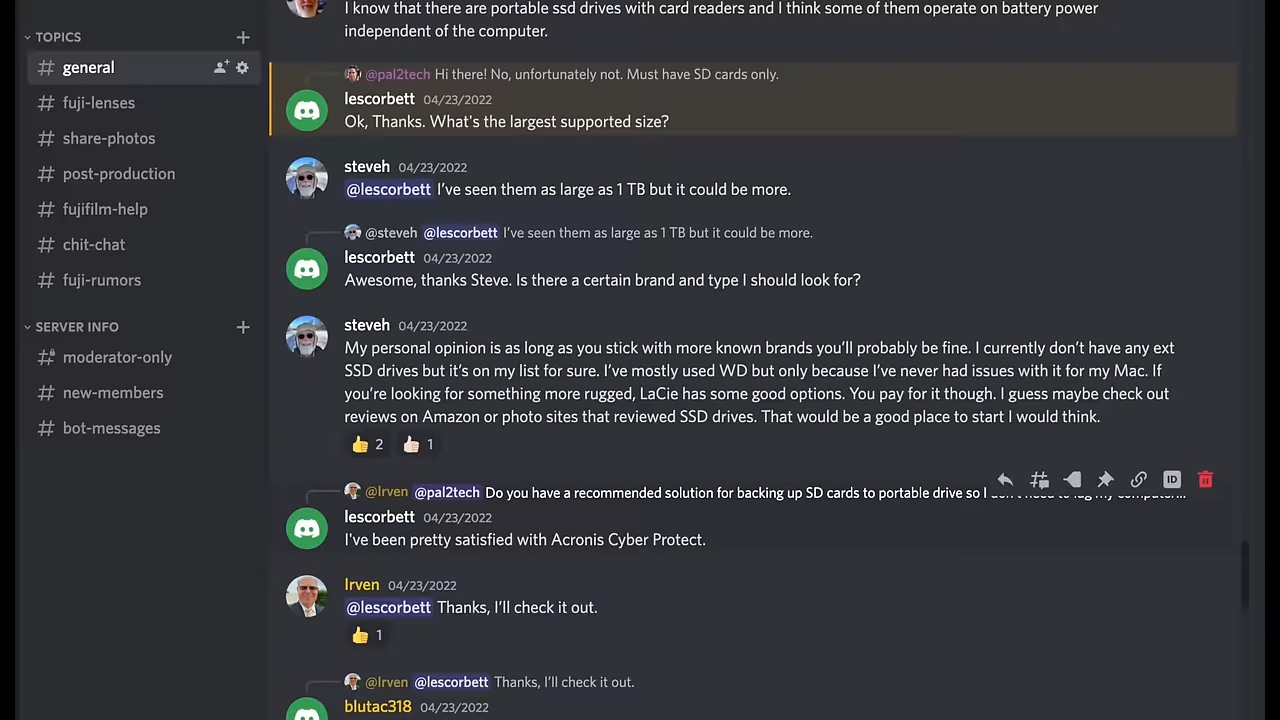 TOPICS
general
fuji-lenses
share-photos
post-production
fujifilm-help
chit-chat
fuji-rumors
SERVER INFO
moderator-only
new-members
bot-messages
I know that there are portable ssd drives with card readers and I think some of them operate on battery power
independent of the computer.
@pal2tech Hi there! No, unfortunately not. Must have SD cards only.
lescorbett 04/23/2022
Ok, Thanks. What's the largest supported size?
steveh 04/23/2022
@lescorbett I've seen them as large as 1 TB but it could be more.
@steveh @lescorbett I've seen them as large as 1 TB but it could be more.
lescorbett 04/23/2022
Awesome, thanks Steve. Is there a certain brand and type I should look for?
steveh 04/23/2022
My personal opinion is as long as you stick with more known brands you'll probably be fine. I currently don't have any ext
SSD drives but it's on my list for sure. I've mostly used WD but only because I've never had issues with it for my Mac. If
you're looking for something more rugged, LaCie has some good options. You pay for it though. I guess maybe check out
reviews on Amazon or photo sites that reviewed SSD drives. That would be a good place to start I would think.
2 1
ID
@Irven @pal2tech Do you have a recommended solution for backing up SD cards to portable drive so I don't need to lug my computer...
lescorbett 04/23/2022
I've been pretty satisfied with Acronis Cyber Protect.
Irven 04/23/2022
@lescorbett Thanks, I'll check it out.
1
@Irven @lescorbett Thanks, I'll check it out.
blutac318 04/23/2022